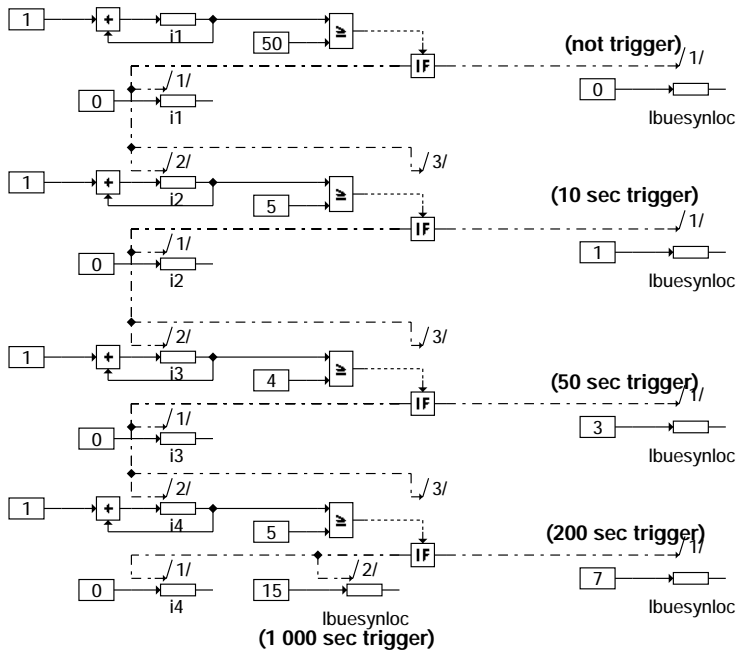 1 + i1 50 ≥ IF (not trigger) /1/
0 /1/ i1 0 lbuesynloc
1 + /2/ i2 5 ≥ IF /3/ (10 sec trigger) /1/
0 /1/ i2 1 lbuesynloc
1 + /2/ i3 4 ≥ IF /3/ (50 sec trigger) /1/
0 /1/ i3 3 lbuesynloc
1 + /2/ i4 5 ≥ IF /3/ (200 sec trigger) /1/
0 /1/ i4 15 /2/ lbuesynloc 7 lbuesynloc
(1 000 sec trigger)